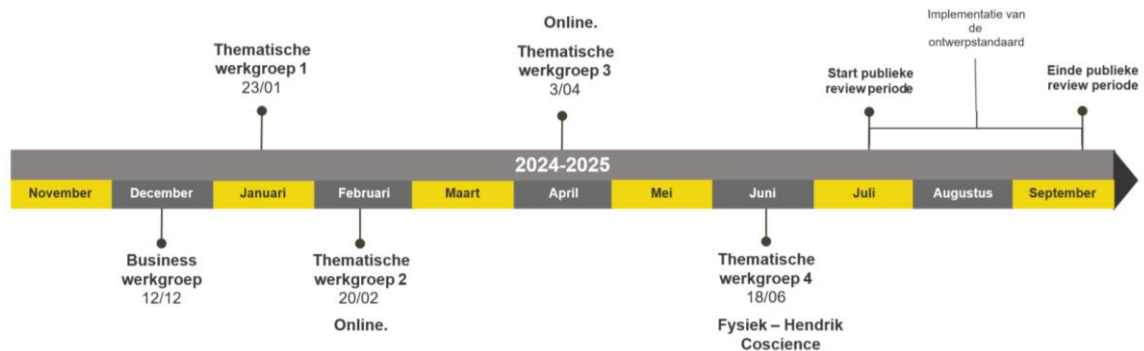 Online.
Thematische
werkgroep 1
23/01
Thematische
werkgroep 3
3/04
Implementatie van
de
ontwerpstandaard
Start publieke
review periode
Einde publieke
review periode
2024-2025
November
December
Januari
Februari
Maart
April
Mei
Juni
Juli
Augustus
September
Business
werkgroep
12/12
Thematische
werkgroep 2
20/02
Online.
Thematische
werkgroep 4
18/06
Fysiek – Hendrik
Coscience